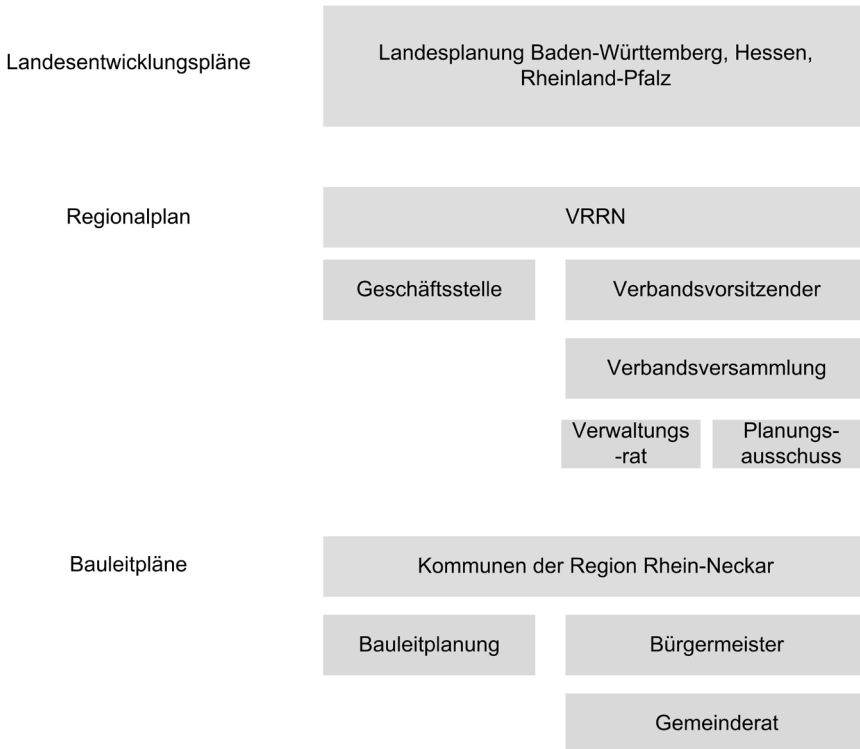 Landesentwicklungspläne
Landesplanung Baden-Württemberg, Hessen,
Rheinland-Pfalz
Regionalplan
VRRN
Geschäftsstelle
Verbandsvorsitzender
Verbandsversammlung
Verwaltungs
-rat
Planungs-
ausschuss
Bauleitpläne
Kommunen der Region Rhein-Neckar
Bauleitplanung
Bürgermeister
Gemeinderat